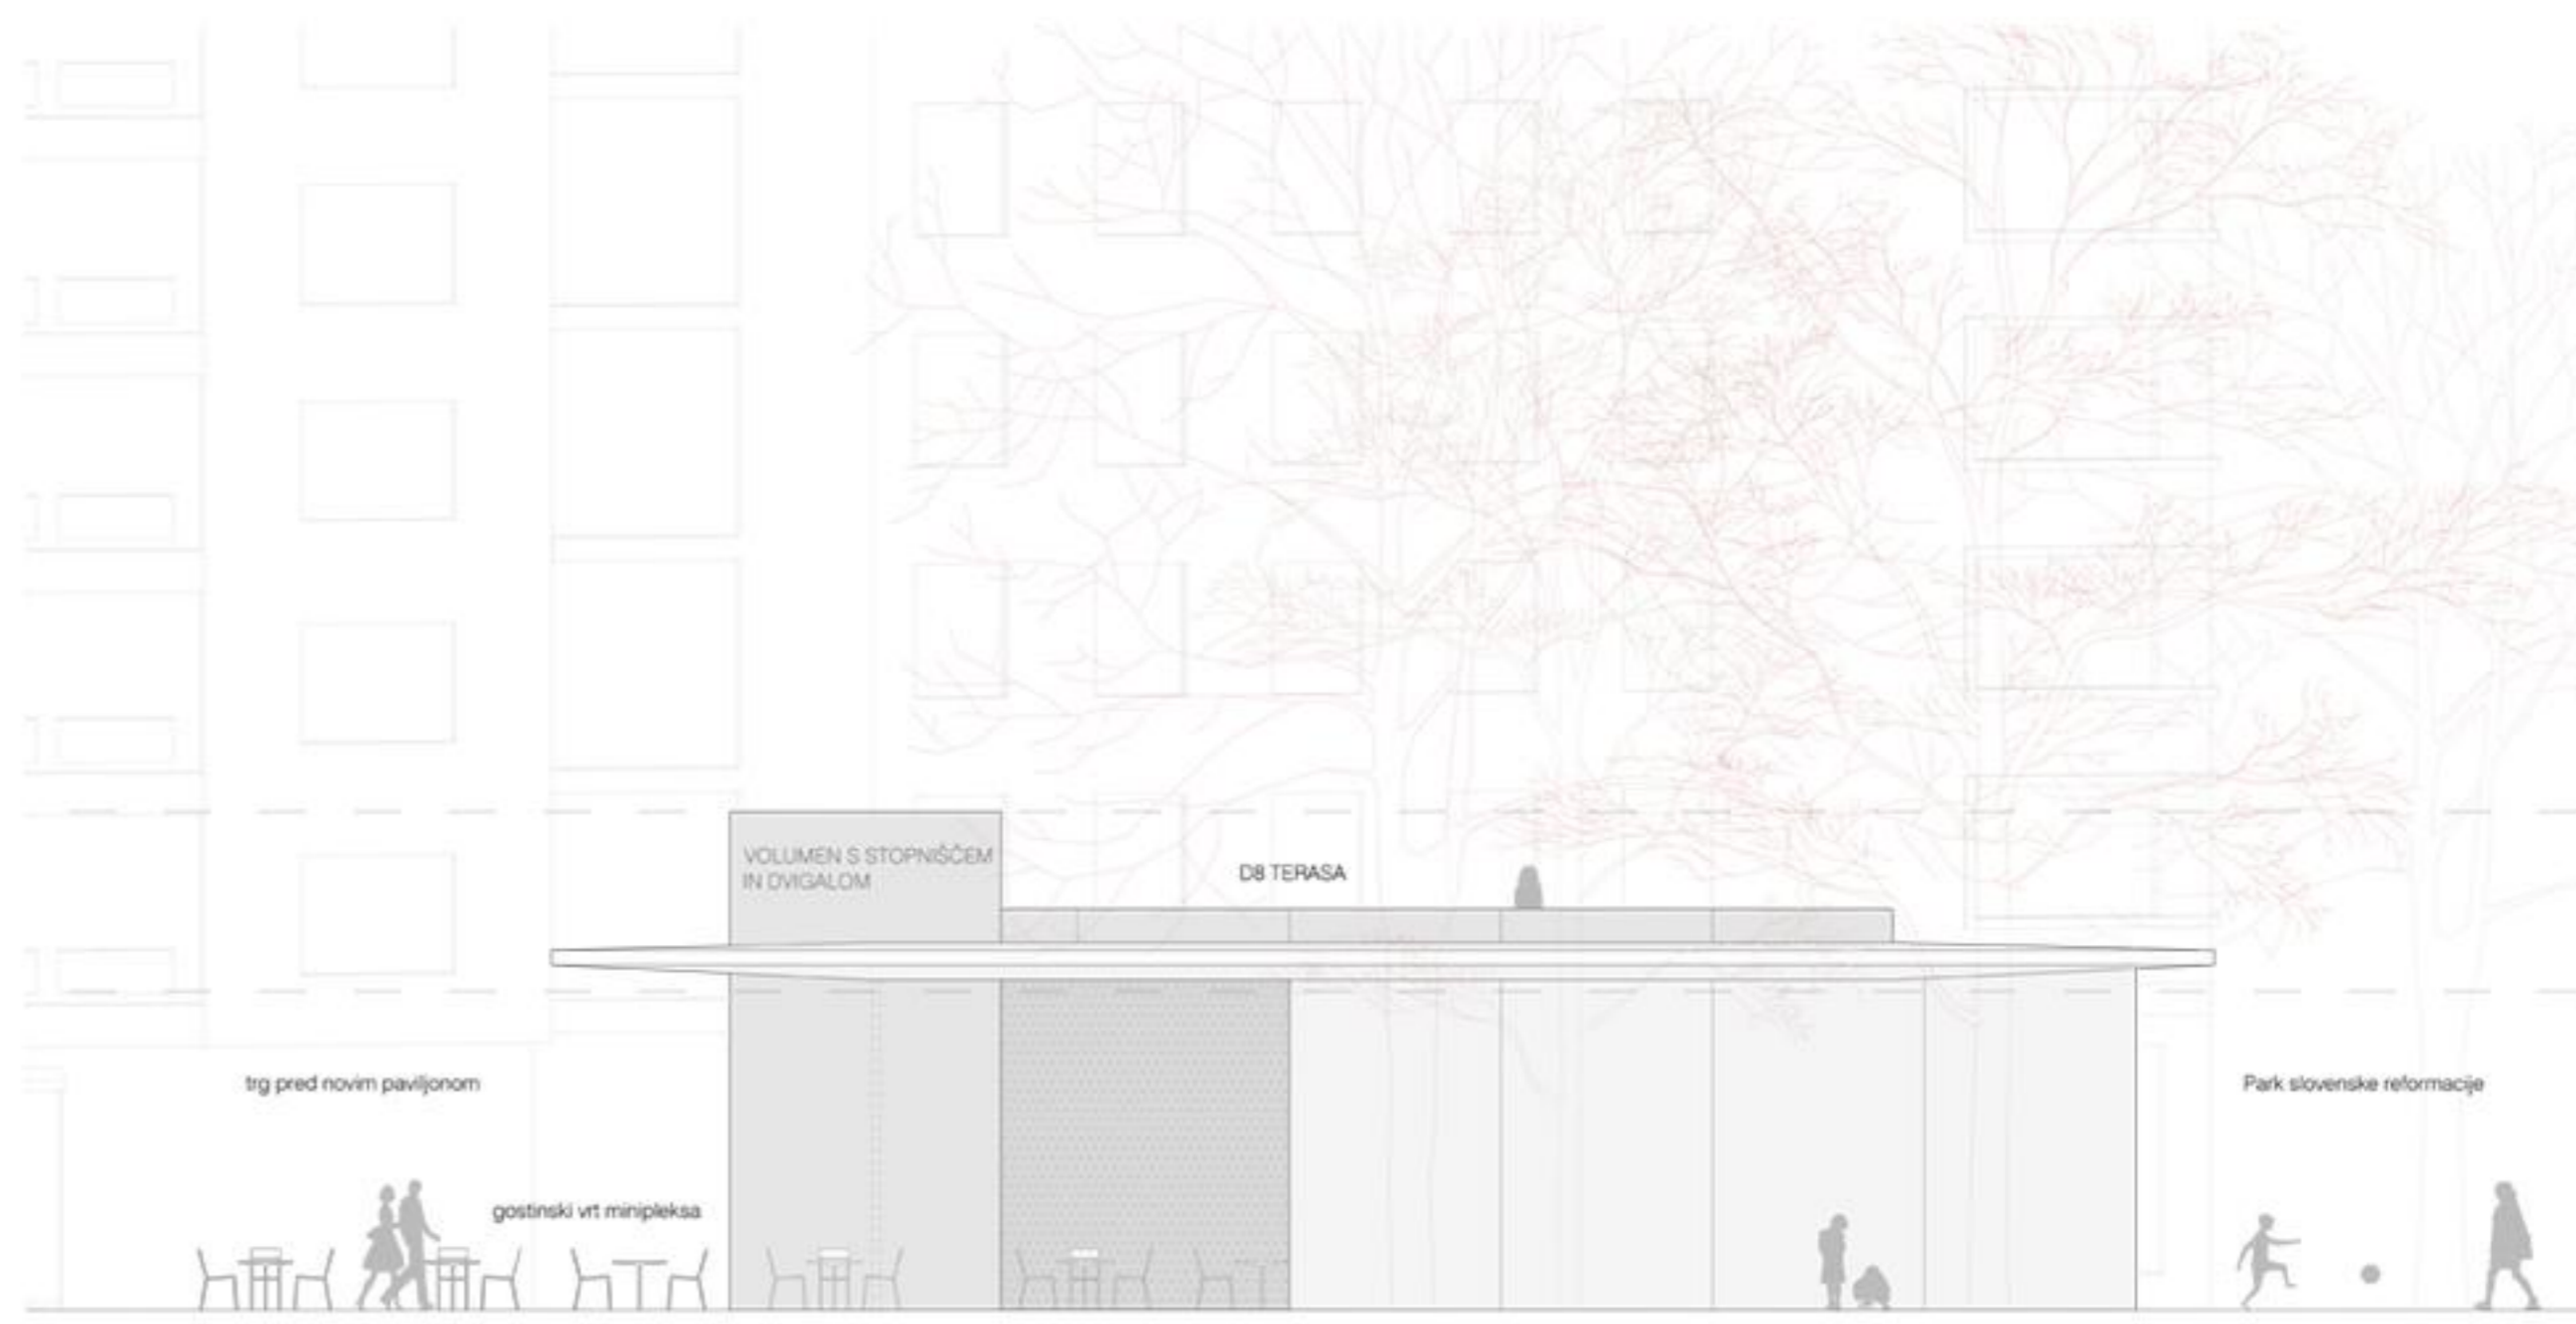 VOLUMEN S STOPNIŠČEM
IN DVIGALOM
D8 TERASA
trg pred novim paviljonom
Park slovenske reformacije
gostinski vrt minipleksa